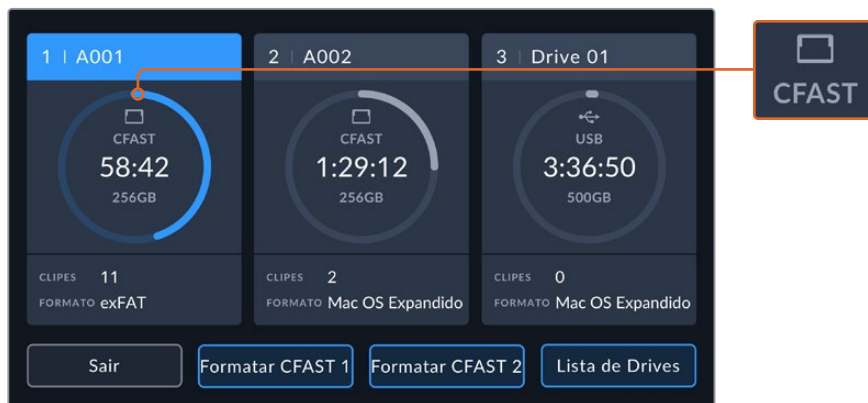 1 | A001
CFAST
58:42
256GB
CLIPES 11
FORMATO exFAT
2 | A002
CFAST
1:29:12
256GB
CLIPES 2
FORMATO Mac OS Expandido
3 | Drive 01
USB
3:36:50
500GB
CLIPES 0
FORMATO Mac OS Expandido
Sair
Formatar CFAST 1
Formatar CFAST 2
Lista de Drives
CFAST